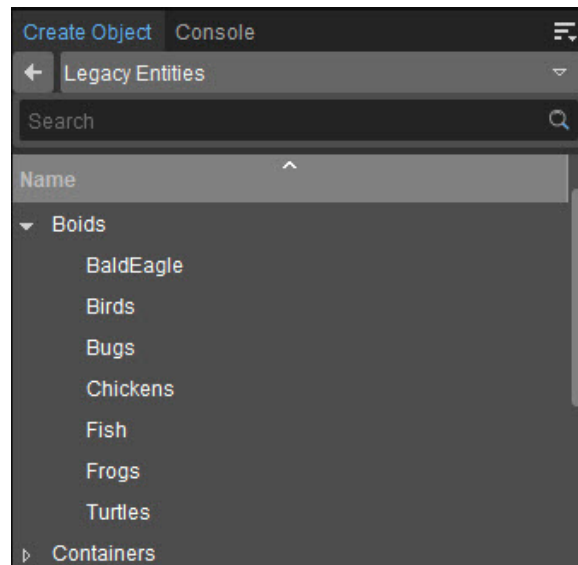 Create Object Console
Legacy Entities
Search
Name
Boids
BaldEagle
Birds
Bugs
Chickens
Fish
Frogs
Turtles
Containers